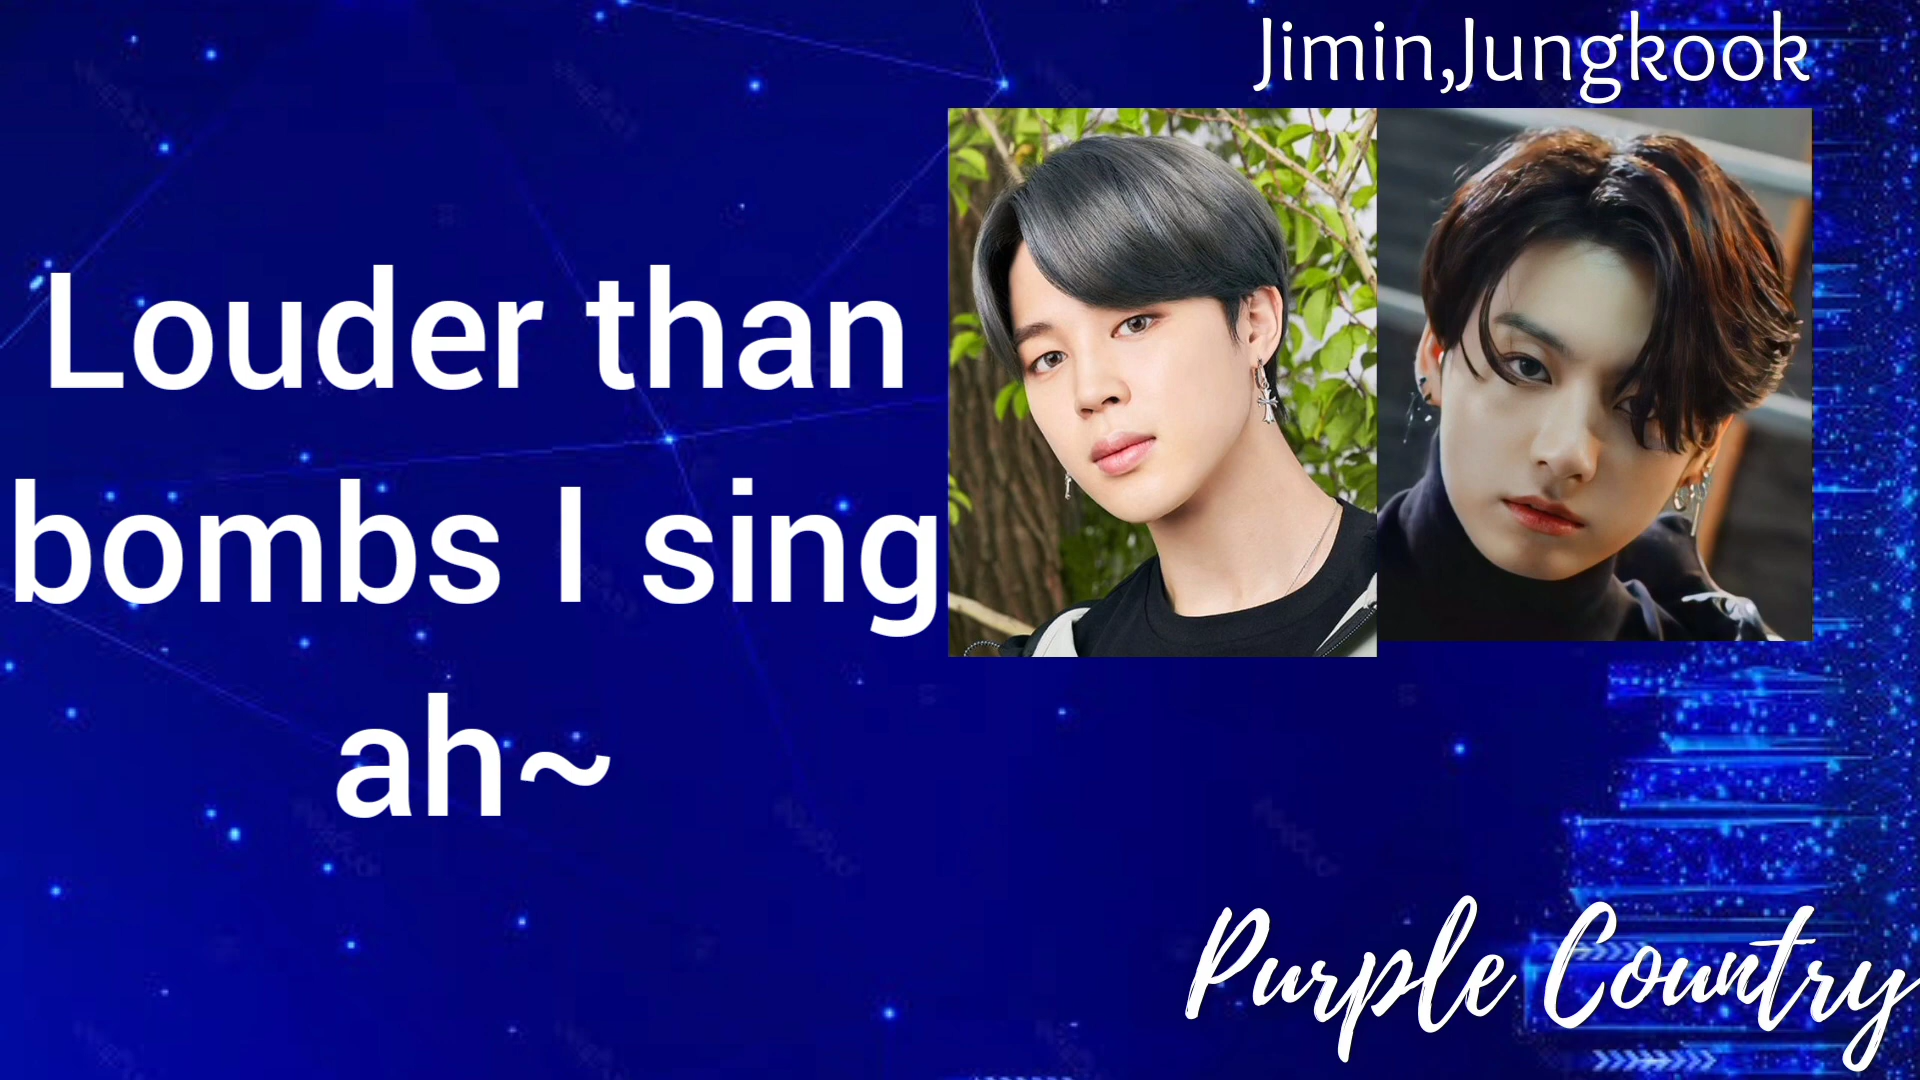 Jimin,Jungkook
Louder than
bombs I sing
ah~
Purple Country